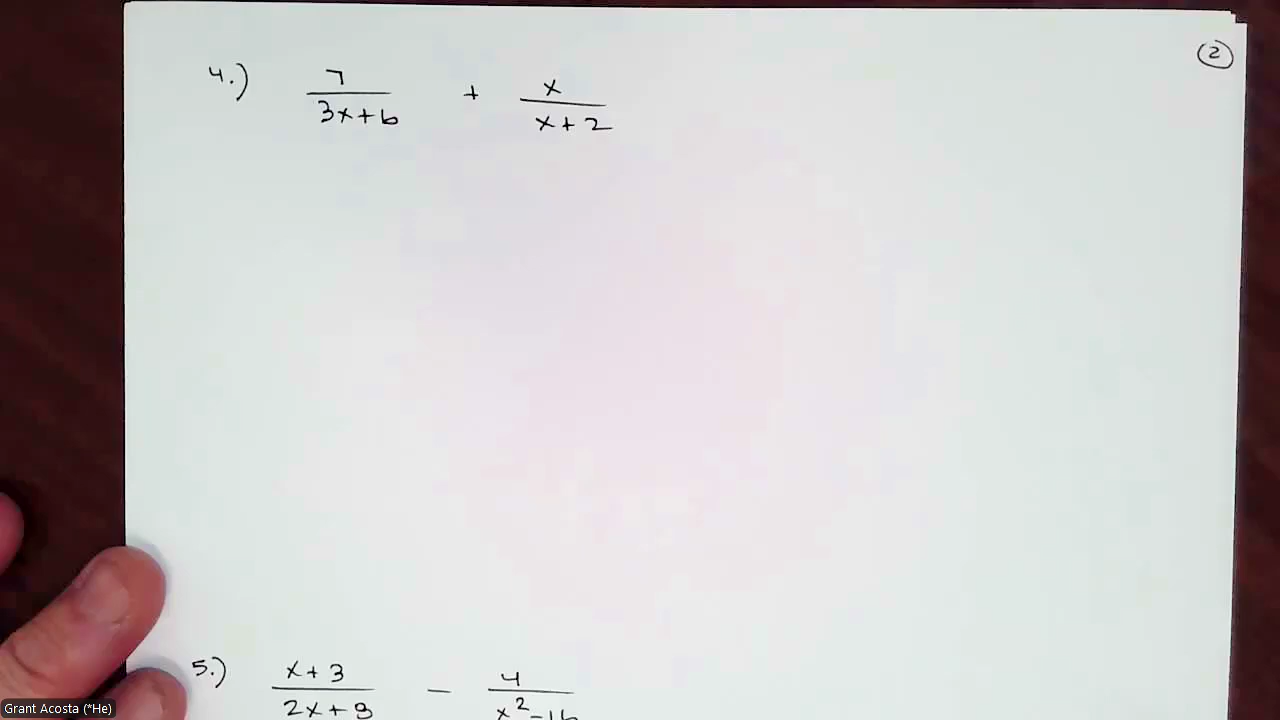 ②
4.) 7/(3x+6) + x/(x+2)
5.) (x+3)/(2x+8) - 4/(x²-16)
Grant Acosta (*He)